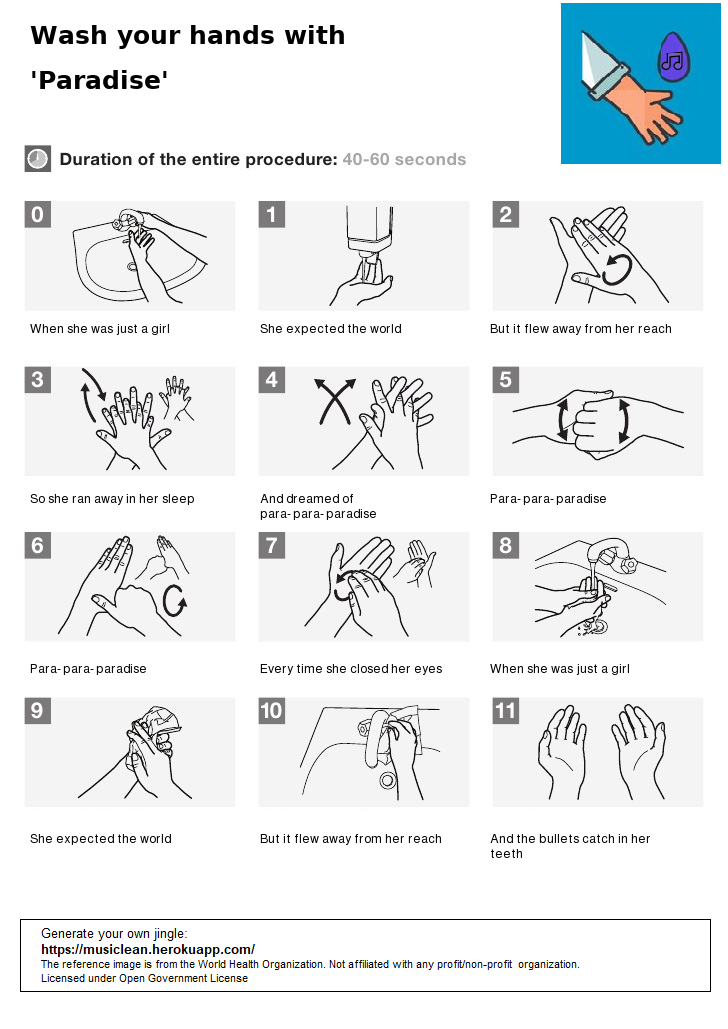 Wash your hands with
'Paradise'
Duration of the entire procedure: 40-60 seconds
0
1
2
When she was just a girl
She expected the world
But it flew away from her reach
3
4
5
So she ran away in her sleep
And dreamed of
para-para-paradise
Para-para-paradise
6
7
8
Para-para-paradise
Every time she closed her eyes
When she was just a girl
9
10
11
She expected the world
But it flew away from her reach
And the bullets catch in her
teeth
Generate your own jingle:
https://musiclean.herokuapp.com/
The reference image is from the World Health Organization. Not affiliated with any profit/non-profit organization.
Licensed under Open Government License